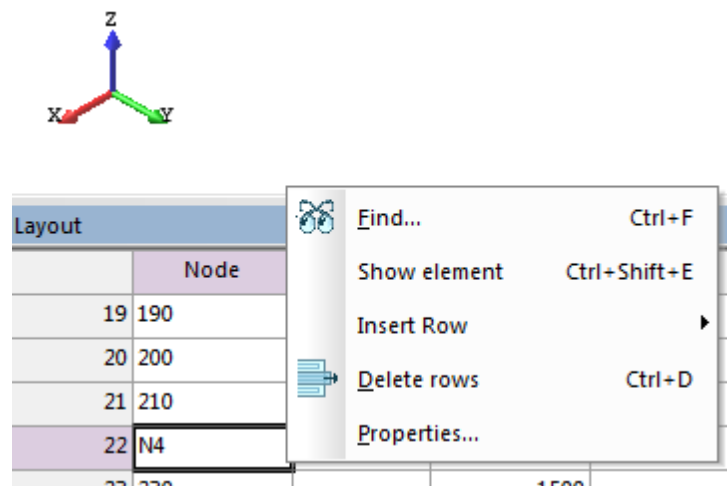 Z
X Y
Layout
Node
19 190
20 200
21 210
22 N4
Find... Ctrl+F
Show element Ctrl+Shift+E
Insert Row
Delete rows Ctrl+D
Properties...